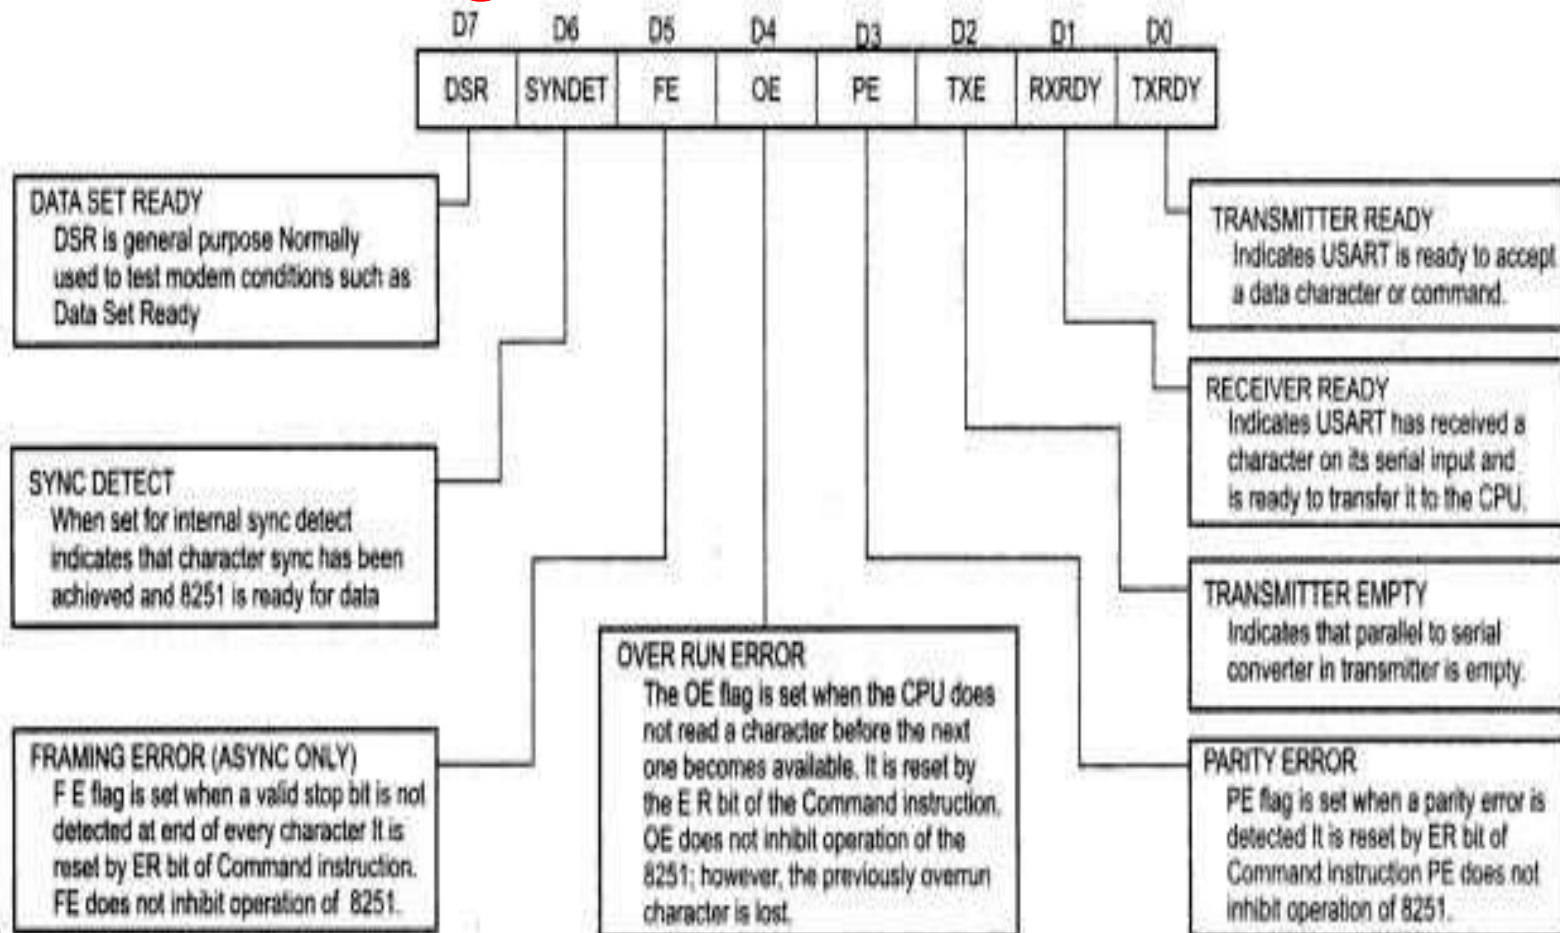 D7 D6 D5 D4 D3 D2 D1 D0
DSR SYNDET FE OE PE TXE RXRDY TXRDY
DATA SET READY
DSR is general purpose Normally
used to test modem conditions such as
Data Set Ready
TRANSMITTER READY
Indicates USART is ready to accept
a data character or command.
RECEIVER READY
Indicates USART has received a
character on its serial input and
is ready to transfer it to the CPU.
SYNC DETECT
When set for internal sync detect
indicates that character sync has been
achieved and 8251 is ready for data
TRANSMITTER EMPTY
Indicates that parallel to serial
converter in transmitter is empty.
OVER RUN ERROR
The OE flag is set when the CPU does
not read a character before the next
one becomes available. It is reset by
the E R bit of the Command instruction.
OE does not inhibit operation of the
8251; however, the previously overrun
character is lost.
FRAMING ERROR (ASYNC ONLY)
F E flag is set when a valid stop bit is not
detected at end of every character It is
reset by ER bit of Command instruction.
FE does not inhibit operation of 8251.
PARITY ERROR
PE flag is set when a parity error is
detected It is reset by ER bit of
Command instruction PE does not
inhibit operation of 8251.